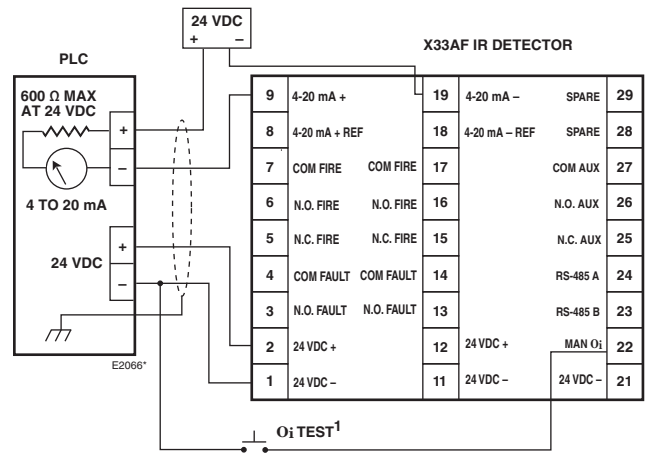 24 VDC
+ –
X33AF IR DETECTOR
PLC
600 Ω MAX
AT 24 VDC
+
–
4 TO 20 mA
24 VDC
+
–
E2066*
9 4-20 mA + 19 4-20 mA – SPARE 29
8 4-20 mA + REF 18 4-20 mA – REF SPARE 28
7 COM FIRE COM FIRE 17 COM AUX 27
6 N.O. FIRE N.O. FIRE 16 N.O. AUX 26
5 N.C. FIRE N.C. FIRE 15 N.C. AUX 25
4 COM FAULT COM FAULT 14 RS-485 A 24
3 N.O. FAULT N.O. FAULT 13 RS-485 B 23
2 24 VDC + 12 24 VDC + MAN Oi 22
1 24 VDC – 11 24 VDC – 24 VDC – 21
Oi TEST1